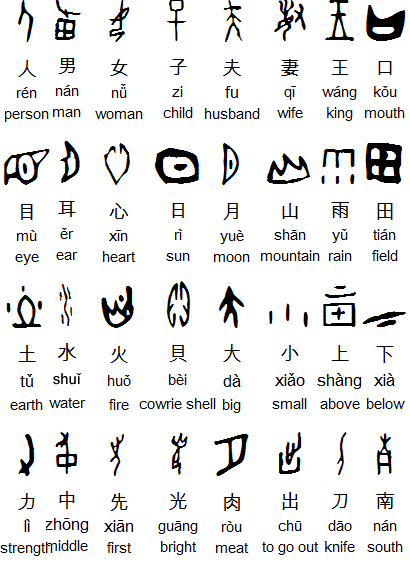 人 男 女 子 夫 妻 王 口
rén nán nǚ zi fu qī wáng kǒu
person man woman child husband wife king mouth
目 耳 心 日 月 山 雨 田
mù ěr xīn rì yuè shān yǔ tián
eye ear heart sun moon mountain rain field
土 水 火 貝 大 小 上 下
tǔ shuǐ huǒ bèi dà xiǎo shàng xià
earth water fire cowrie shell big small above below
力 中 先 光 肉 出 刀 南
lì zhōng xiān guāng ròu chū dāo nán
strength middle first bright meat to go out knife south